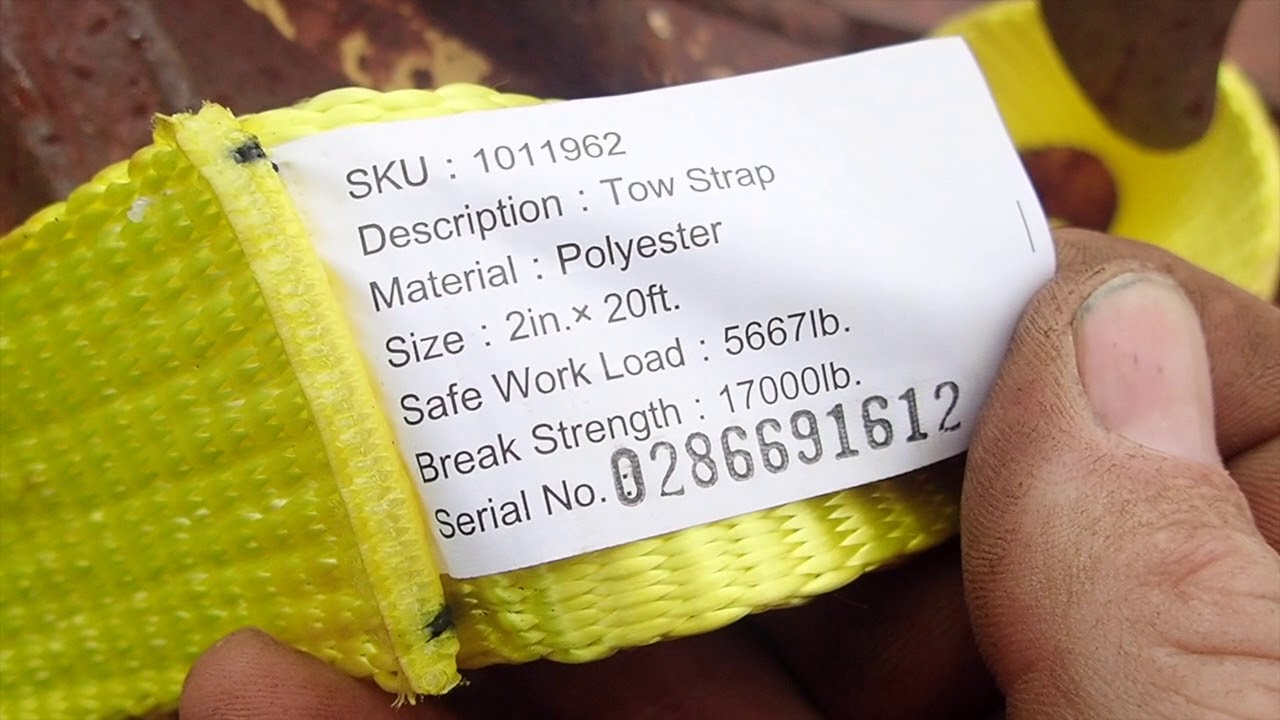 SKU : 1011962
Description : Tow Strap
Material : Polyester
Size : 2in.× 20ft.
Safe Work Load : 5667lb.
Break Strength : 17000lb.
Serial No. 0286691612